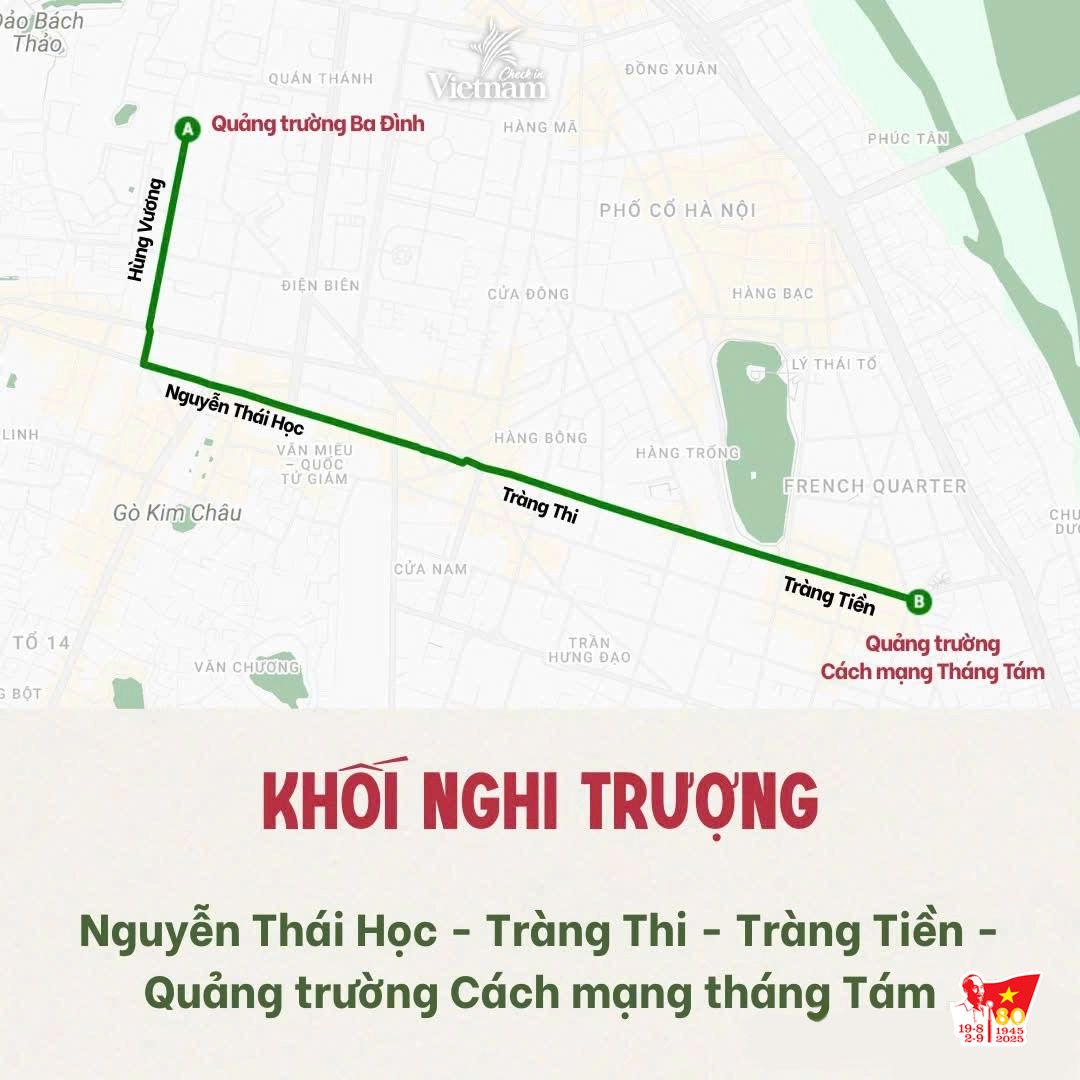 Đảo Bách
Thảo
QUÁN THÁNH
Check in
Vietnam
ĐỒNG XUÂN
A
Quảng trường Ba Đình
HÀNG MÃ
PHÚC TÂN
Hùng Vương
PHỐ CỔ HÀ NỘI
ĐIỆN BIÊN
CỬA ĐÔNG
HÀNG BẠC
LÝ THÁI TỔ
Nguyễn Thái Học
LINH
VĂN MIẾU
– QUỐC
TỬ GIÁM
HÀNG BÔNG
HÀNG TRỐNG
FRENCH QUARTER
Gò Kim Châu
Tràng Thi
CHƯ
DƯƠ
CỬA NAM
Tràng Tiền
B
TỔ 14
TRẦN
HƯNG ĐẠO
Quảng trường
Cách mạng Tháng Tám
VĂN CHƯƠNG
G BỘT
KHỐI NGHI TRƯỢNG
Nguyễn Thái Học - Tràng Thi - Tràng Tiền -
Quảng trường Cách mạng tháng Tám
80
19-8
2-9
1945
2025